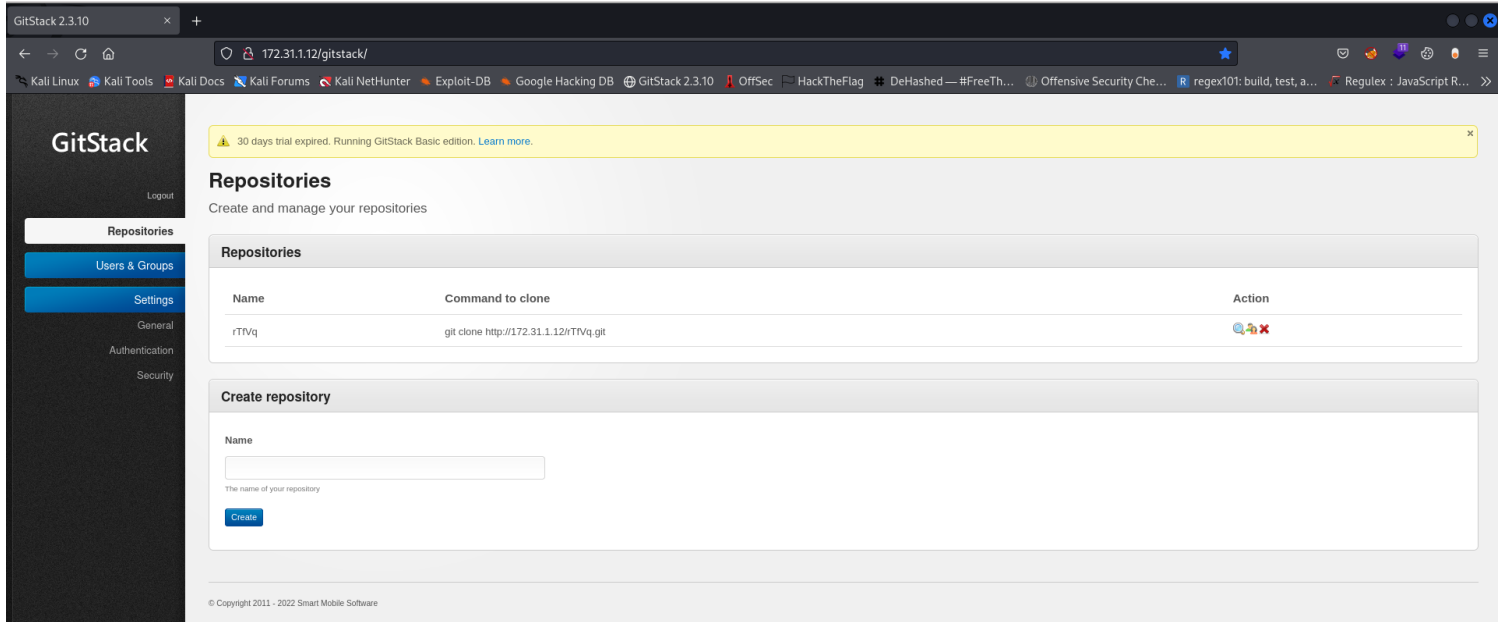 GitStack 2.3.10
172.31.1.12/gitstack/
11
Kali Linux Kali Tools Kali Docs Kali Forums Kali NetHunter Exploit-DB Google Hacking DB GitStack 2.3.10 OffSec HackTheFlag DeHashed — #FreeTh... Offensive Security Che... R regex101: build, test, a... Regulex : JavaScript R...
GitStack
Logout
Repositories
Users & Groups
Settings
General
Authentication
Security
30 days trial expired. Running GitStack Basic edition. Learn more.
Repositories
Create and manage your repositories
Repositories
Name Command to clone Action
rTfVq git clone http://172.31.1.12/rTfVq.git
Create repository
Name
The name of your repository
Create
© Copyright 2011 - 2022 Smart Mobile Software